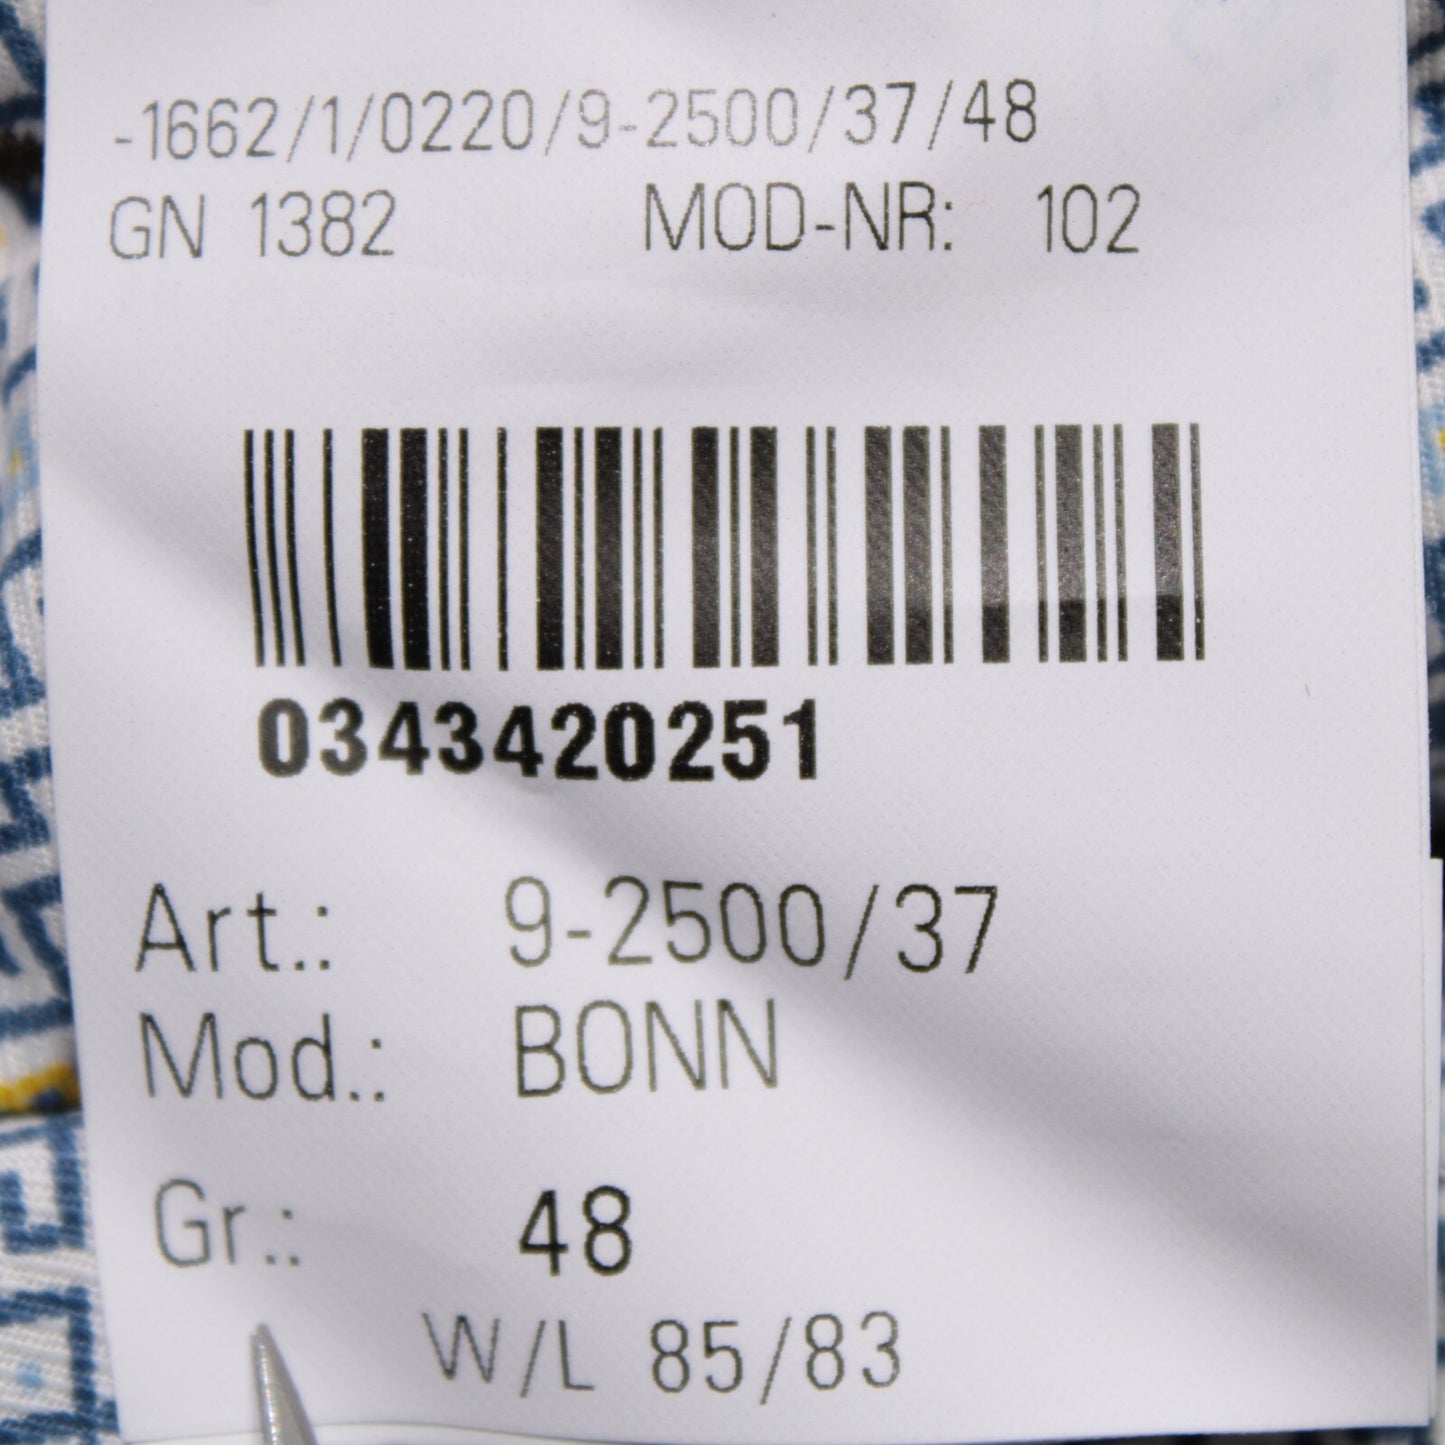 -1662/1/0220/9-2500/37/48
GN 1382 MOD-NR: 102
0343420251
Art.: 9-2500/37
Mod.: BONN
Gr.: 48
W/L 85/83